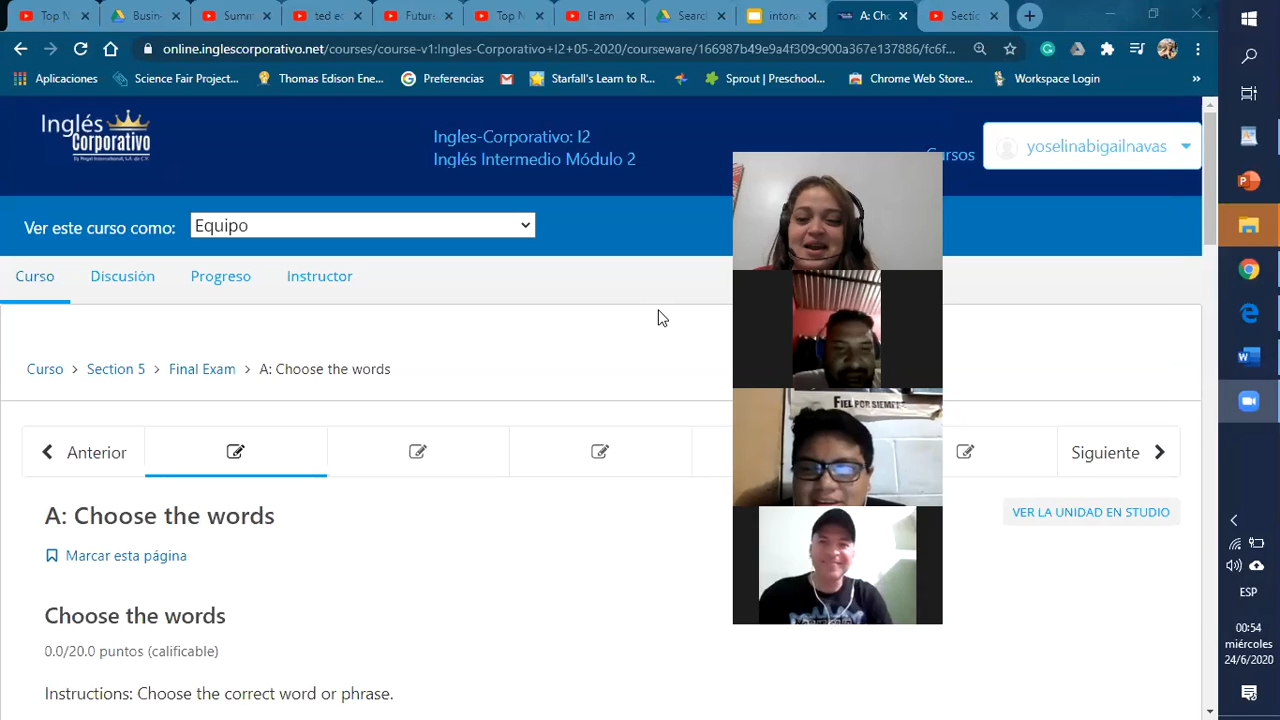 Top N
Busin
Summ
ted ec
Future
Top N
El am
Search
intona
A: Cho
Sectic
online.inglescorporativo.net/courses/course-v1:Ingles-Corporativo+I2+05-2020/courseware/166987b49e9a4f309c900a367e137886/fc6f...
Aplicaciones
Science Fair Project...
Thomas Edison Ene...
Preferencias
Starfall's Learn to R...
Sprout | Preschool...
Chrome Web Store...
Workspace Login
»
Inglés
Corporativo
Ingles-Corporativo: I2
Inglés Intermedio Módulo 2
Cursos
yoselinabigailnavas
Ver este curso como:
Equipo
Curso
Discusión
Progreso
Instructor
Curso > Section 5 > Final Exam > A: Choose the words
FIEL POR SIEMPRE
Anterior
Siguiente
A: Choose the words
VER LA UNIDAD EN STUDIO
Marcar esta página
Choose the words
0.0/20.0 puntos (calificable)
Instructions: Choose the correct word or phrase.
ESP
00:54
miércoles
24/6/2020